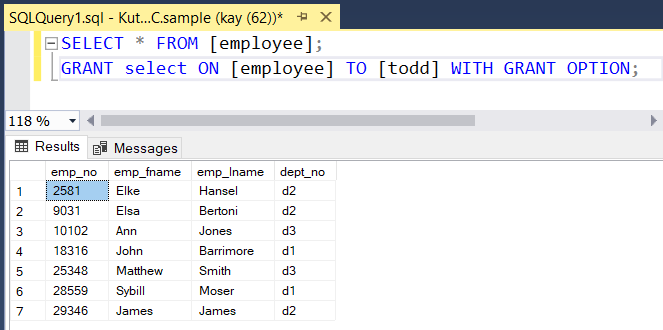 SQLQuery1.sql - Kut...C.sample (kay (62))*
SELECT * FROM [employee];
GRANT select ON [employee] TO [todd] WITH GRANT OPTION;
118 %
Results Messages
emp_no emp_fname emp_lname dept_no
1 2581 Elke Hansel d2
2 9031 Elsa Bertoni d2
3 10102 Ann Jones d3
4 18316 John Barrimore d1
5 25348 Matthew Smith d3
6 28559 Sybill Moser d1
7 29346 James James d2